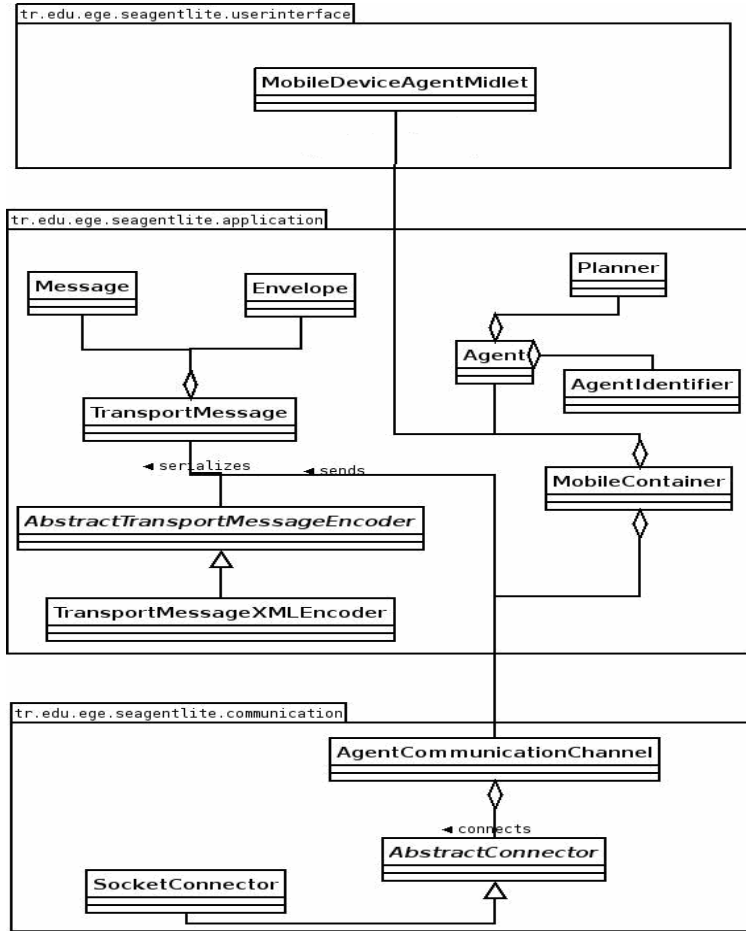 tr.edu.ege.seagentlite.userinterface
MobileDeviceAgentMidlet
tr.edu.ege.seagentlite.application
Planner
Message
Envelope
Agent
AgentIdentifier
TransportMessage
◄ serializes
◄ sends
MobileContainer
AbstractTransportMessageEncoder
TransportMessageXMLEncoder
tr.edu.ege.seagentlite.communication
AgentCommunicationChannel
◄ connects
AbstractConnector
SocketConnector